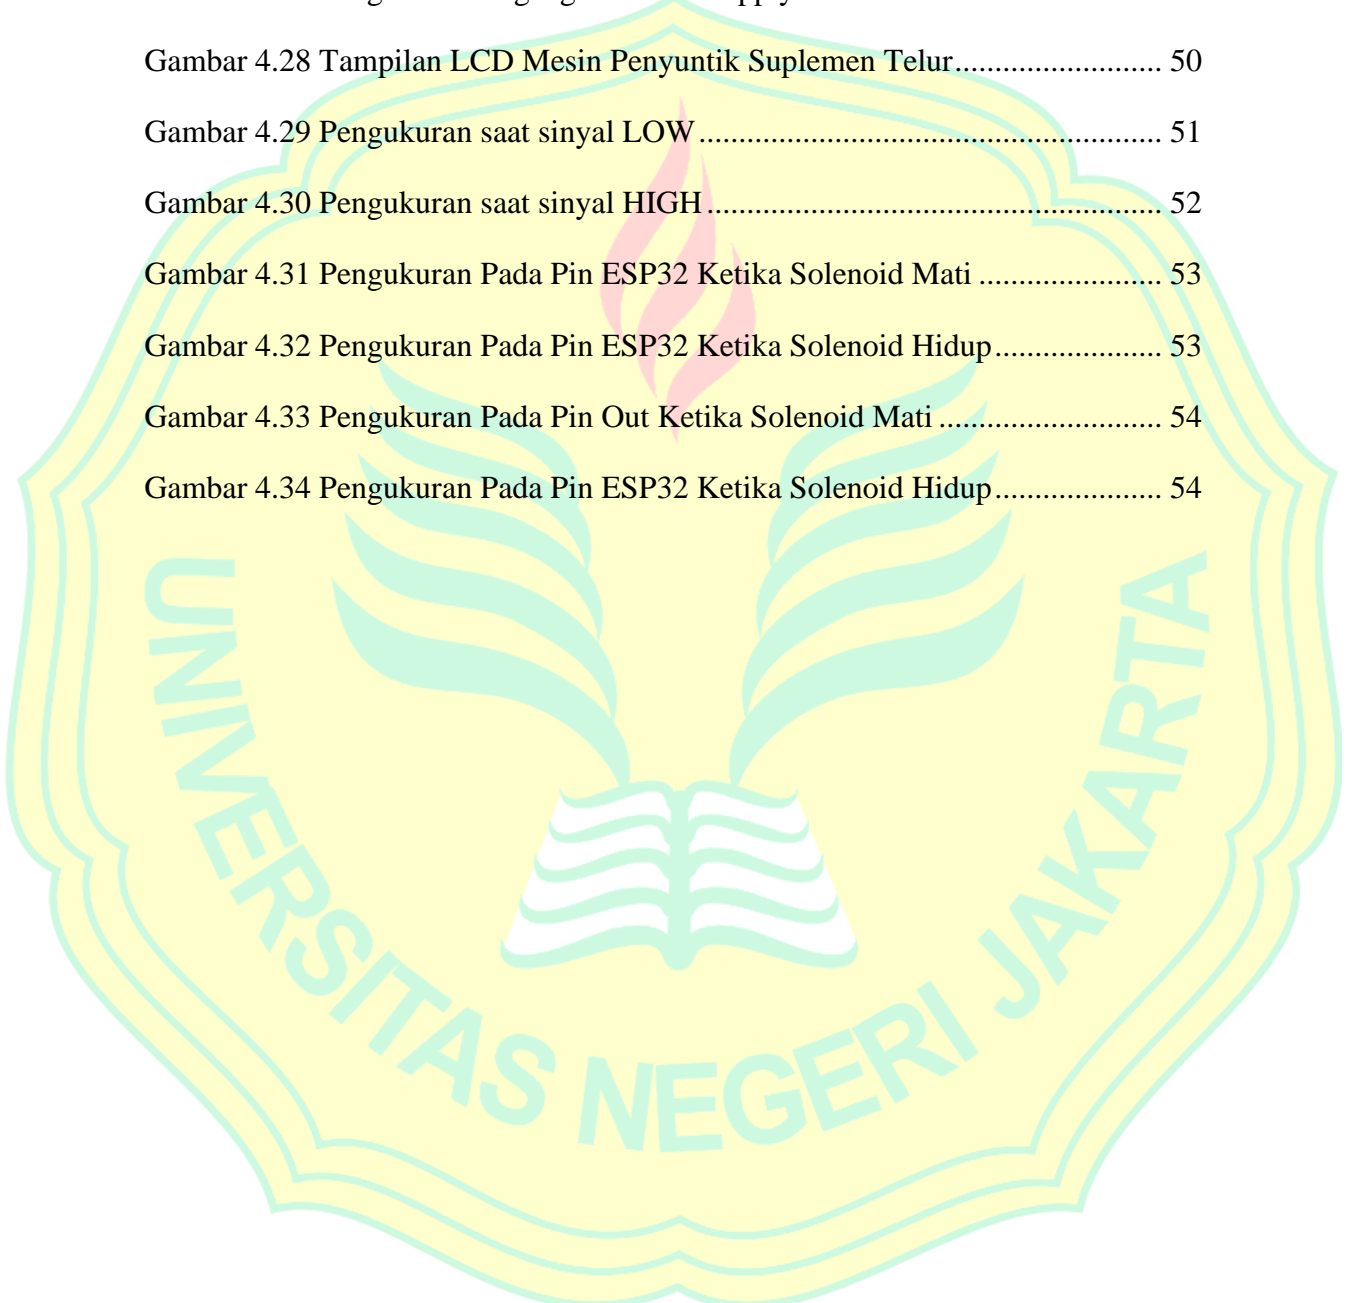 Gambar 4.28 Tampilan LCD Mesin Penyuntik Suplemen Telur.......................... 50
Gambar 4.29 Pengukuran saat sinyal LOW.......................................................... 51
Gambar 4.30 Pengukuran saat sinyal HIGH......................................................... 52
Gambar 4.31 Pengukuran Pada Pin ESP32 Ketika Solenoid Mati ....................... 53
Gambar 4.32 Pengukuran Pada Pin ESP32 Ketika Solenoid Hidup..................... 53
Gambar 4.33 Pengukuran Pada Pin Out Ketika Solenoid Mati ............................ 54
Gambar 4.34 Pengukuran Pada Pin ESP32 Ketika Solenoid Hidup..................... 54
UNIVERSITAS NEGERI JAKARTA